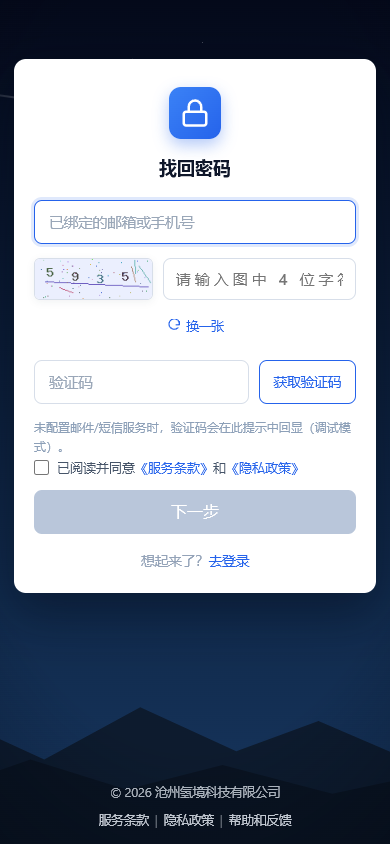 找回密码
已绑定的邮箱或手机号
5 9 3 5
请输入图中 4 位字
换一张
验证码
获取验证码
未配置邮件/短信服务时，验证码会在此提示中回显（调试模
式）。
已阅读并同意《服务条款》和《隐私政策》
下一步
想起来了？去登录
© 2026 沧州氢境科技有限公司
服务条款 | 隐私政策 | 帮助和反馈